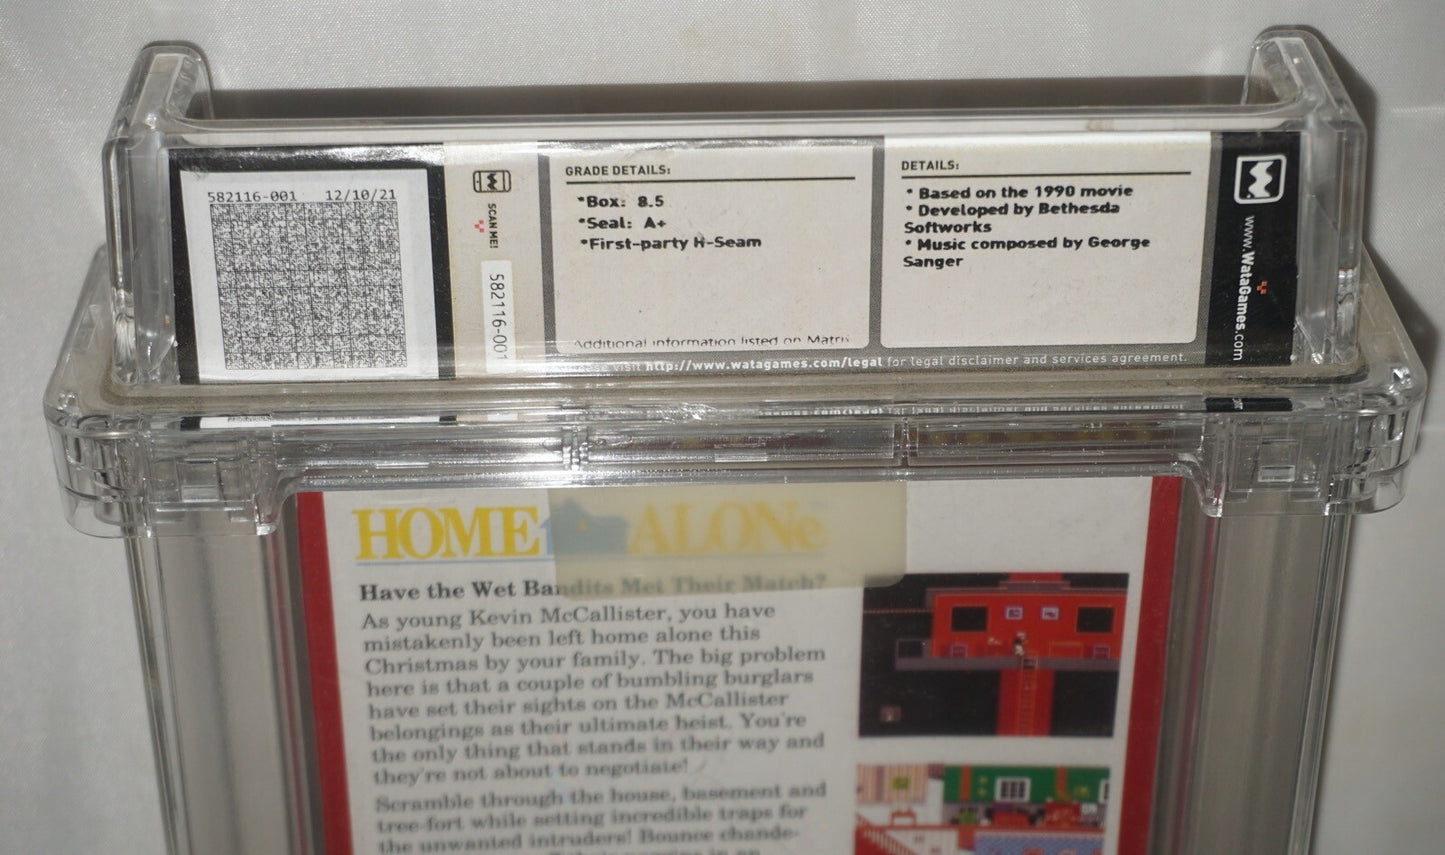 582116-001 12/10/21
SCAN ME!
582116-001
GRADE DETAILS:
*Box: 8.5
*Seal: A+
*First-party H-Seam
Additional information listed on Matrix
DETAILS:
* Based on the 1990 movie
* Developed by Bethesda
Softworks
* Music composed by George
Sanger
visit http://www.watagames.com/legal for legal disclaimer and services agreement.
www.WataGames.com
HOME ALONe
Have the Wet Bandits Met Their Match?
As young Kevin McCallister, you have
mistakenly been left home alone this
Christmas by your family. The big problem
here is that a couple of bumbling burglars
have set their sights on the McCallister
belongings as their ultimate heist. You're
the only thing that stands in their way and
they're not about to negotiate!
Scramble through the house, basement and
tree-fort while setting incredible traps for
the unwanted intruders! Bounce chande-